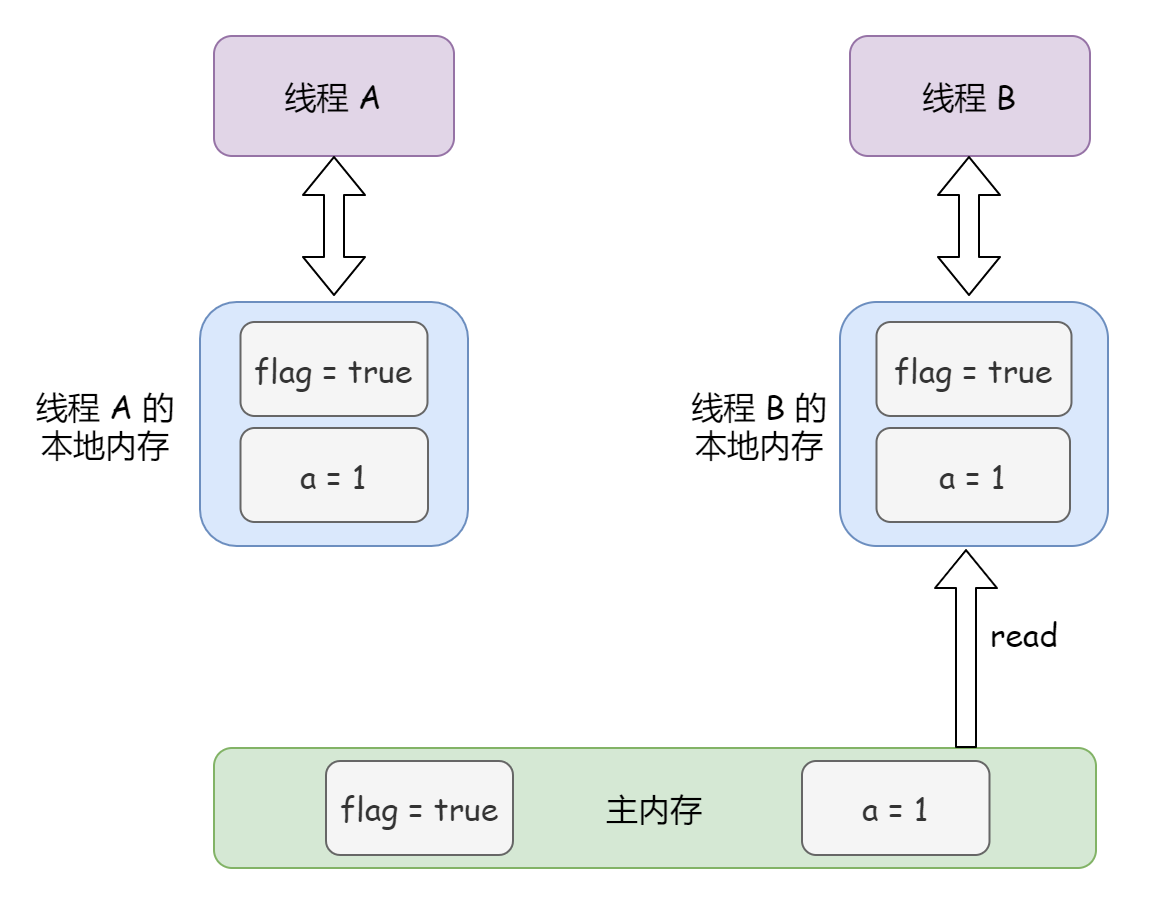 线程 A
线程 B
flag = true
a = 1
线程 A 的
本地内存
flag = true
a = 1
线程 B 的
本地内存
read
flag = true
主内存
a = 1